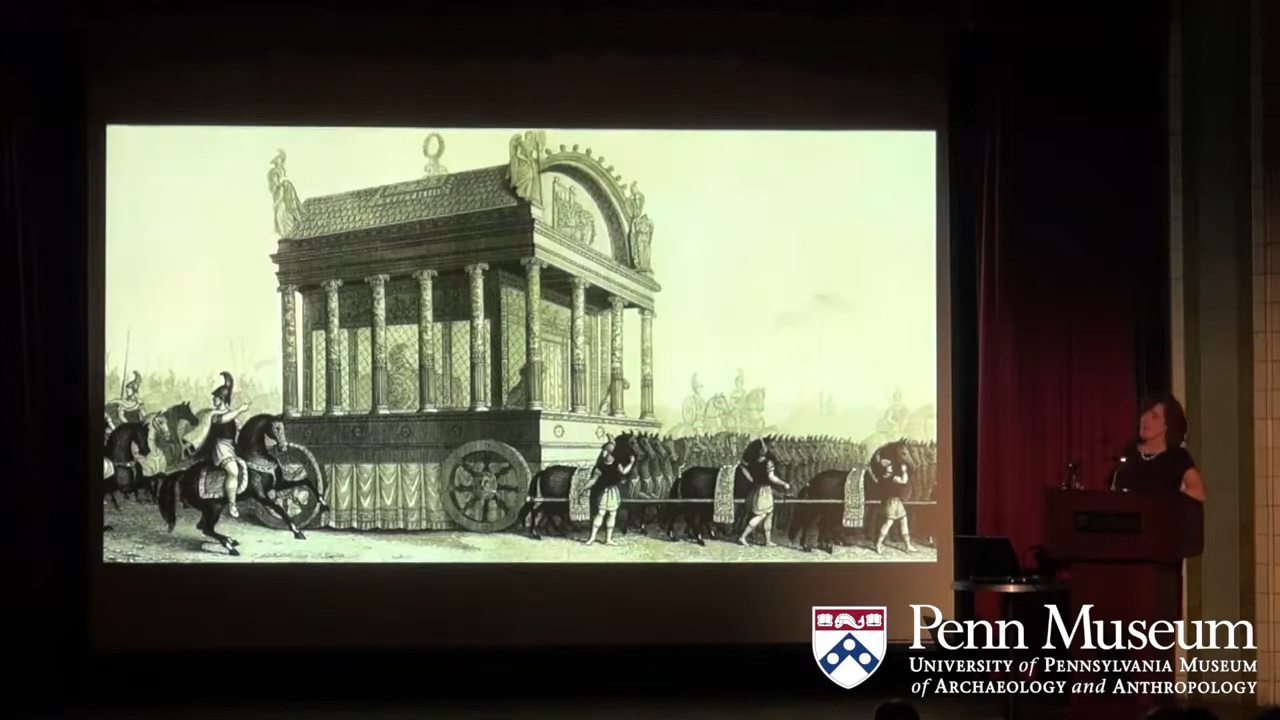 Penn Museum
UNIVERSITY of PENNSYLVANIA MUSEUM
of ARCHAEOLOGY and ANTHROPOLOGY